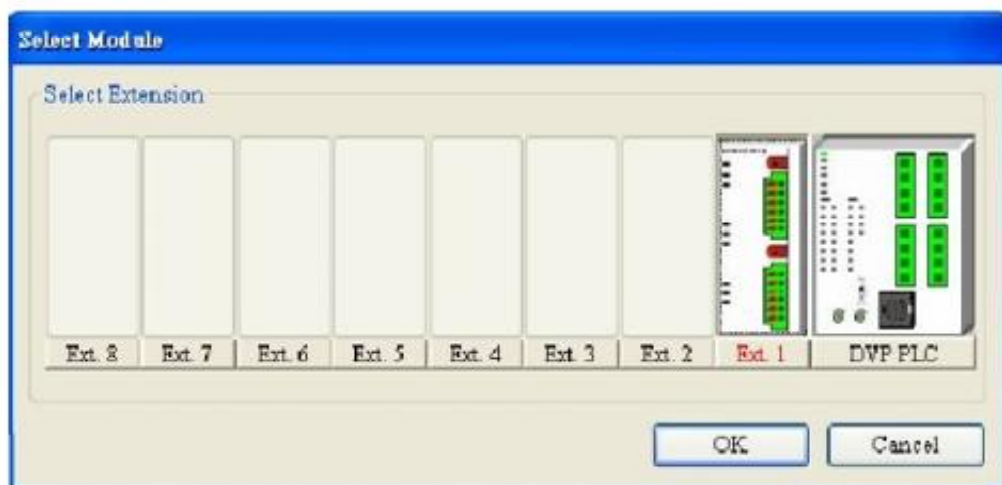 Select Module
Select Extension
Ext. 8 Ext. 7 Ext. 6 Ext. 5 Ext. 4 Ext. 3 Ext. 2 Ext. 1 DVP PLC
OK Cancel